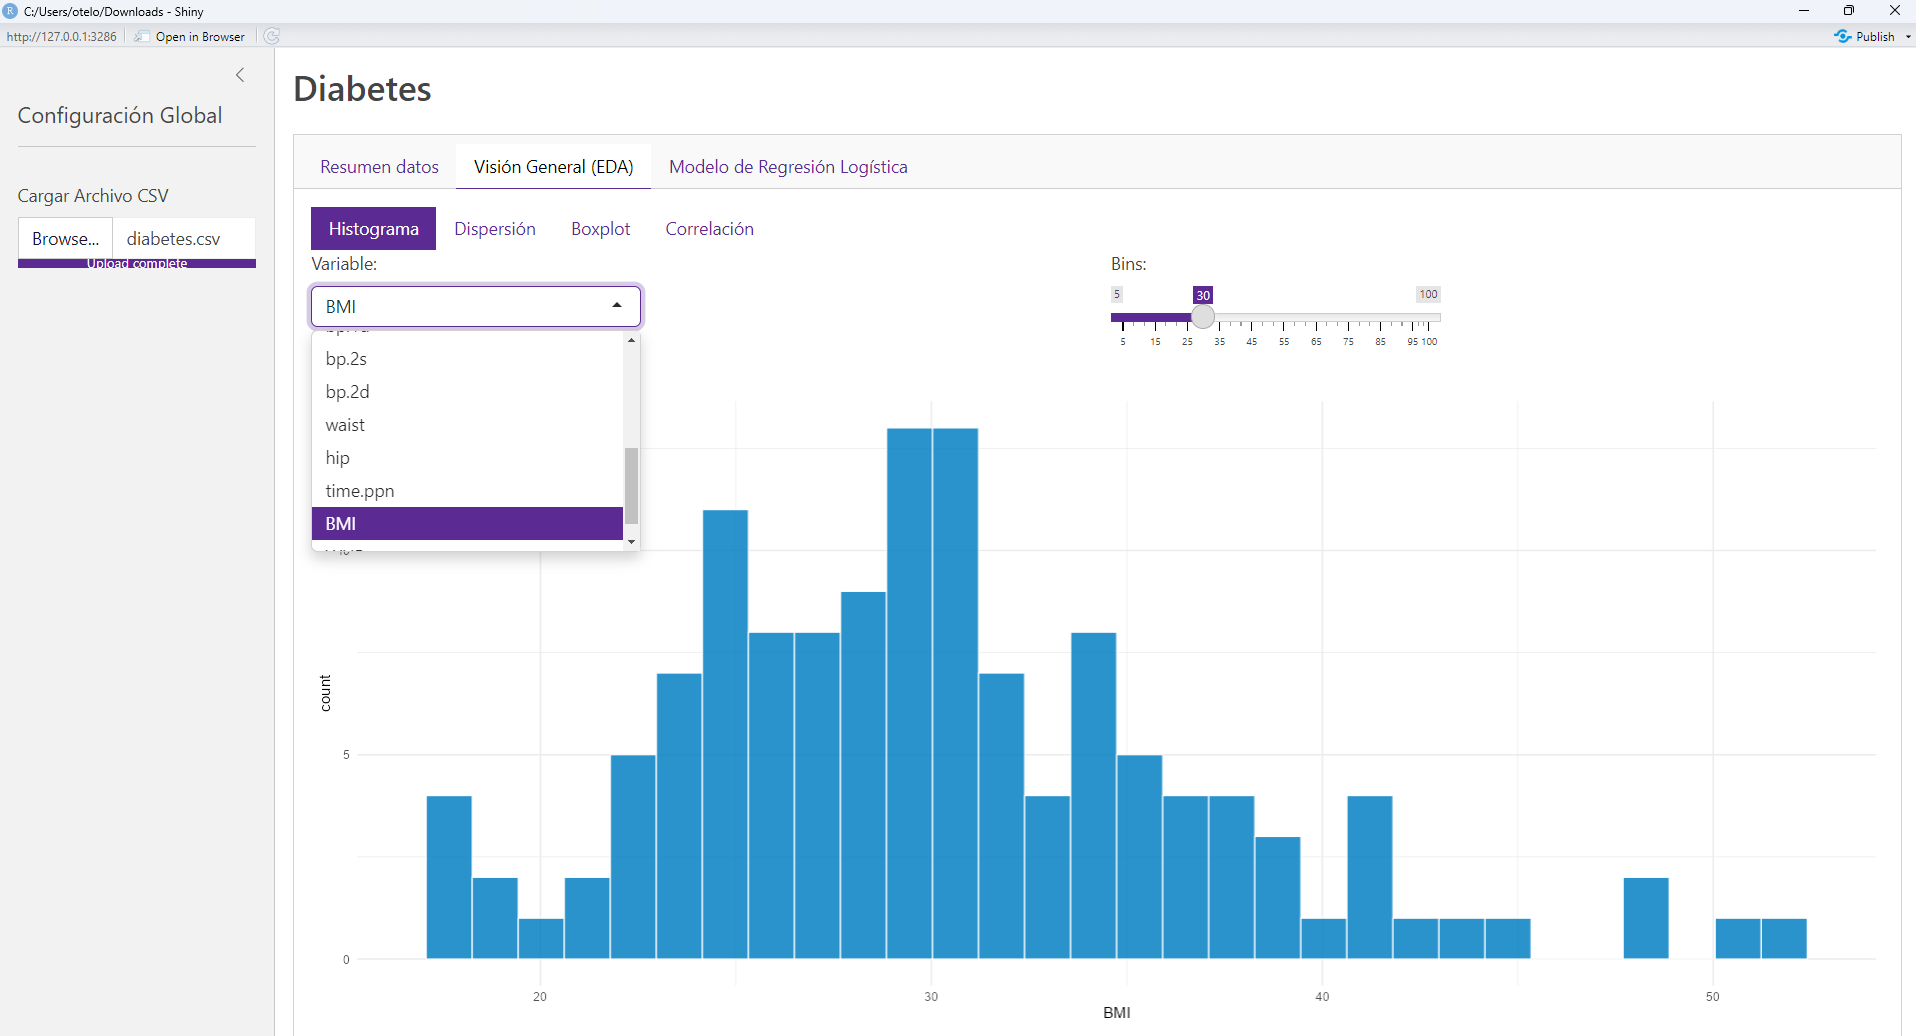 C:/Users/otelo/Downloads - Shiny
http://127.0.0.1:3286 Open in Browser Publish
Configuración Global
Cargar Archivo CSV
Browse... diabetes.csv
Upload complete
Diabetes
Resumen datos Visión General (EDA) Modelo de Regresión Logística
Histograma Dispersión Boxplot Correlación
Variable:
BMI
bp.2s
bp.2d
waist
hip
time.ppn
BMI
Bins:
5 30 100
5 15 25 35 45 55 65 75 85 95 100
count
5
0
20 30 40 50
BMI